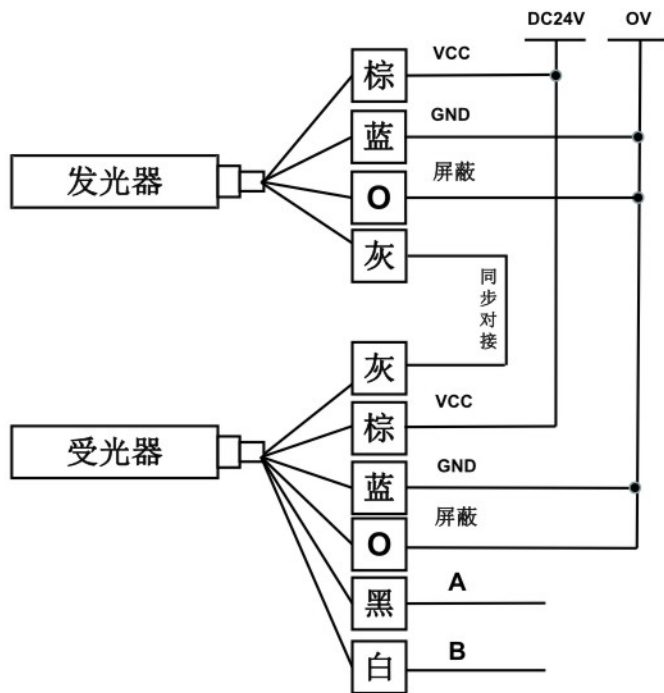 DC24V OV
棕 VCC
蓝 GND
发光器
O 屏蔽
灰
同步对接
灰
棕 VCC
受光器
蓝 GND
O 屏蔽
黑 A
白 B